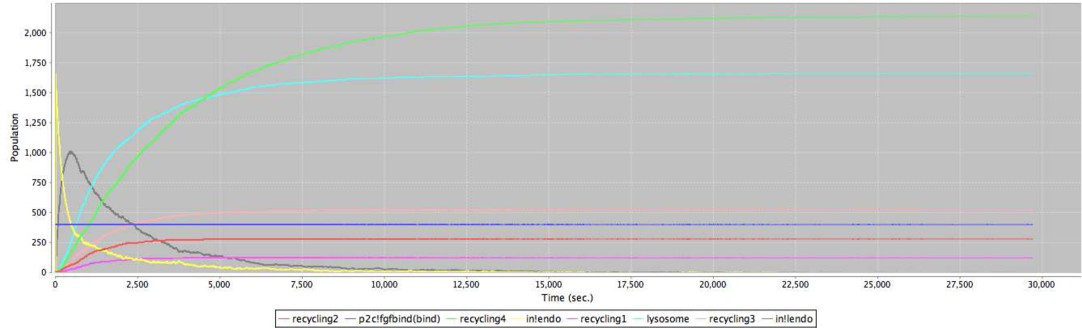 2,000
1,750
1,500
1,250
1,000
750
500
250
0
Population
0 2,500 5,000 7,500 10,000 12,500 15,000 17,500 20,000 22,500 25,000 27,500 30,000
Time (sec.)
recycling2 p2c!fgfbind(bind) recycling4 in!endo recycling1 lysosome recycling3 in!lendo